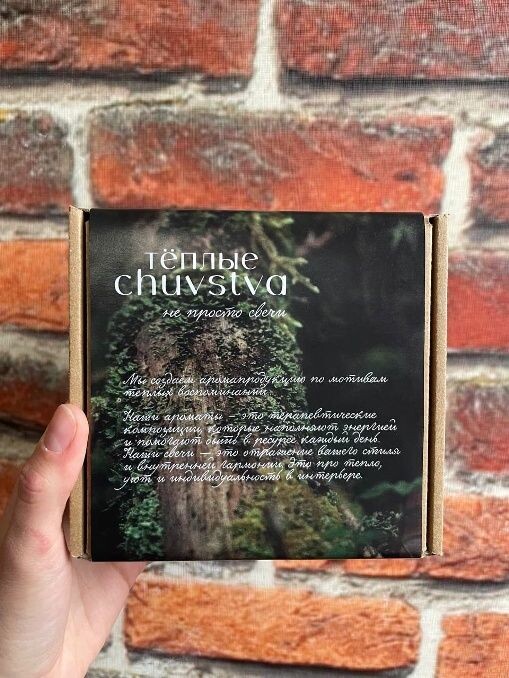 тёплые
chuvstva
не просто свечи
Мы создаем аромапродукцию по мотивам
теплых воспоминаний.
Наши ароматы – это терапевтические
композиции, которые наполняют энергией
и помогают быть в ресурсе каждый день.
Наши свечи – это отражение вашего стиля
и внутренней гармонии. Это про тепло,
уют и индивидуальность в интерьере.